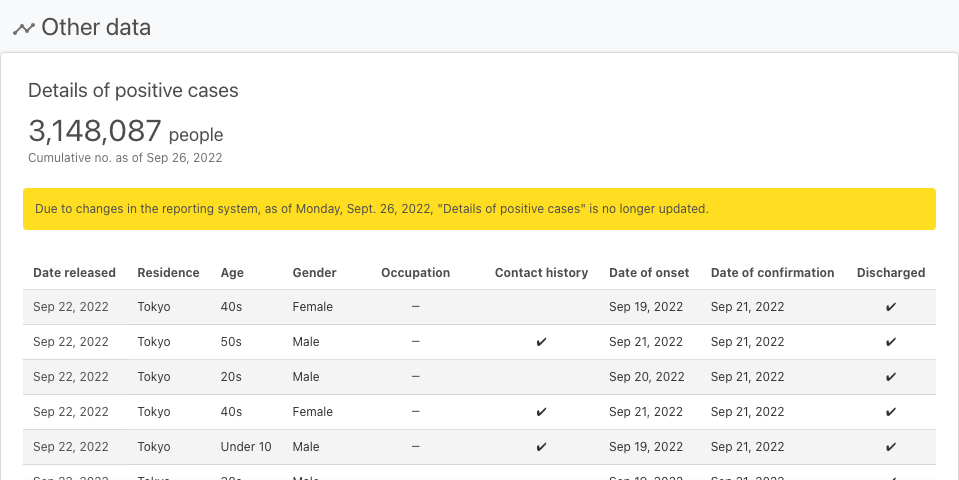 Other data
Details of positive cases
3,148,087 people
Cumulative no. as of Sep 26, 2022
Due to changes in the reporting system, as of Monday, Sept. 26, 2022, "Details of positive cases" is no longer updated.
Date released Residence Age Gender Occupation Contact history Date of onset Date of confirmation Discharged
Sep 22, 2022 Tokyo 40s Female – Sep 19, 2022 Sep 21, 2022 ✔
Sep 22, 2022 Tokyo 50s Male – ✔ Sep 21, 2022 Sep 21, 2022 ✔
Sep 22, 2022 Tokyo 20s Male – Sep 20, 2022 Sep 21, 2022 ✔
Sep 22, 2022 Tokyo 40s Female – ✔ Sep 21, 2022 Sep 21, 2022 ✔
Sep 22, 2022 Tokyo Under 10 Male – ✔ Sep 19, 2022 Sep 21, 2022 ✔